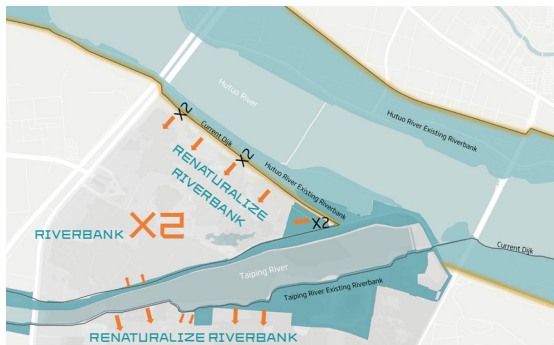 Hutuo River
Hutuo River Existing Riverbank
X2
Current Dijk
X2
RENATURALIZE
RIVERBANK
Hutuo River Existing Riverbank
X2
RIVERBANK X2
Current Dijk
Taiping River
Taiping River Existing Riverbank
RENATURALIZE RIVERBANK